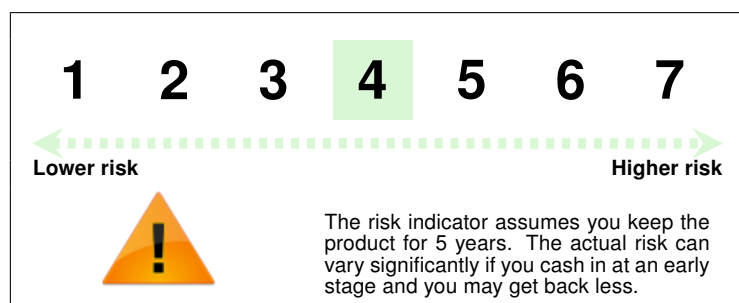 1 2 3 4 5 6 7
Lower risk Higher risk
The risk indicator assumes you keep the
product for 5 years. The actual risk can
vary significantly if you cash in at an early
stage and you may get back less.